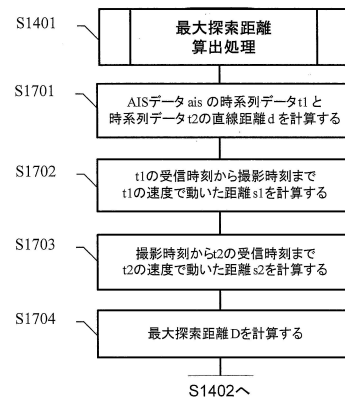 S1401
最大探索距離
算出処理
S1701
AISデータaisの時系列データt1と
時系列データt2の直線距離dを計算する
S1702
t1の受信時刻から撮影時刻まで
t1の速度で動いた距離s1を計算する
S1703
撮影時刻からt2の受信時刻まで
t2の速度で動いた距離s2を計算する
S1704
最大探索距離Dを計算する
S1402へ